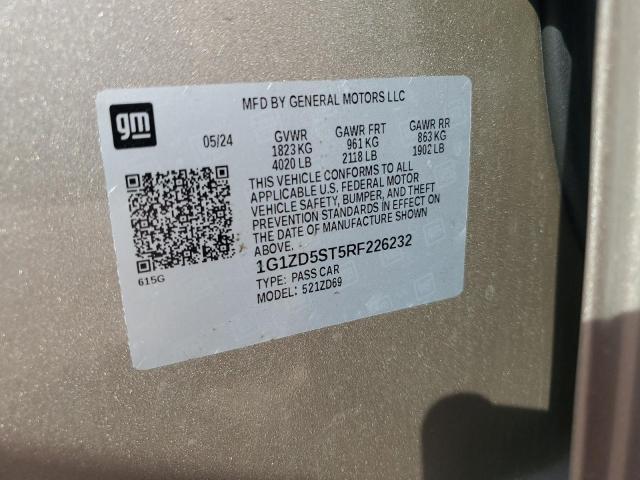 MFD BY GENERAL MOTORS LLC
gm
05/24
GVWR GAWR FRT GAWR RR
1823 KG 961 KG 863 KG
4020 LB 2118 LB 1902 LB
THIS VEHICLE CONFORMS TO ALL
APPLICABLE U.S. FEDERAL MOTOR
VEHICLE SAFETY, BUMPER, AND THEFT
PREVENTION STANDARDS IN EFFECT ON
THE DATE OF MANUFACTURE SHOWN
ABOVE.
1G1ZD5ST5RF226232
TYPE: PASS CAR
MODEL: 521ZD69
615G